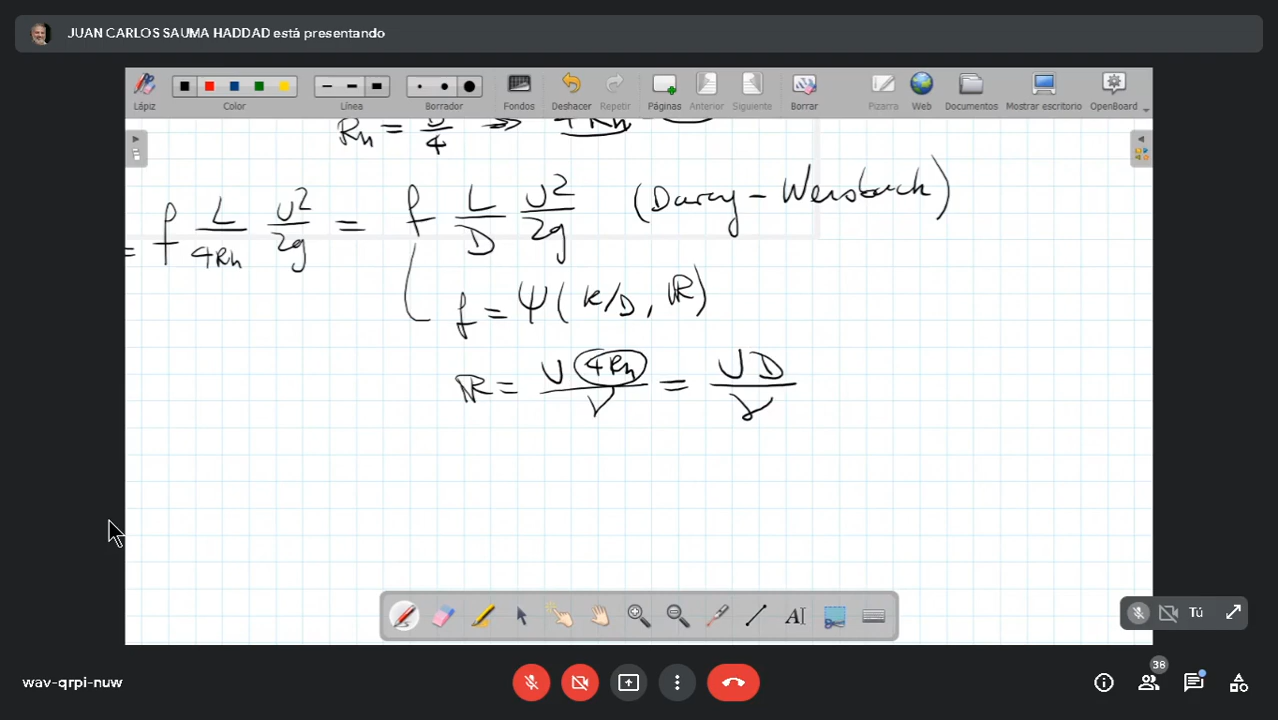 JUAN CARLOS SAUMA HADDAD está presentando
Lápiz Color Línea Borrador Fondos Deshacer Repetir Páginas Anterior Siguiente Borrar Pizarra Web Documentos Mostrar escritorio OpenBoard
Rh = D/4 → 4Rh
= f L/4Rh U²/2g = f L/D U²/2g (Darcy - Weisbach)
f = Ψ(k/D, ℝ)
ℝ = U(4Rh)/ν = UD/ν
A
Tú
wav-qrpi-nuw
38